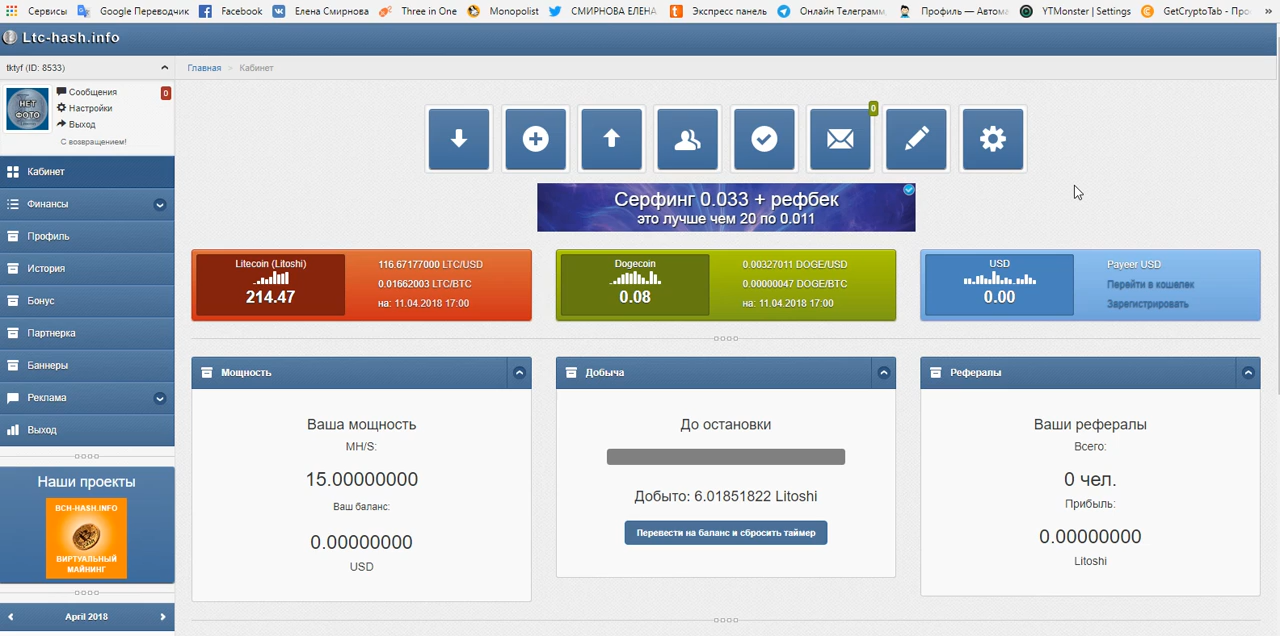 Сервисы
Google Переводчик
Facebook
Елена Смирнова
Three in One
Monopolist
СМИРНОВА ЕЛЕНА
Экспресс панель
Онлайн Телеграмм
Профиль — Автома
YTMonster | Settings
GetCryptoTab - Про
»
Ltc-hash.info
tktyf (ID: 8533)
Главная > Кабинет
НЕТ
ФОТО
Сообщения
0
Настройки
Выход
С возвращением!
0
Кабинет
Финансы
Профиль
История
Бонус
Партнерка
Баннеры
Реклама
Выход
Наши проекты
BCH-HASH.INFO
ВИРТУАЛЬНЫЙ
МАЙНИНГ
April 2018
Серфинг 0.033 + рефбек
это лучше чем 20 по 0.011
Litecoin (Litoshi)
214.47
116.67177000 LTC/USD
0.01662003 LTC/BTC
на: 11.04.2018 17:00
Dogecoin
0.08
0.00327011 DOGE/USD
0.00000047 DOGE/BTC
на: 11.04.2018 17:00
USD
0.00
Payeer USD
Перейти в кошелек
Зарегистрировать
Мощность
Ваша мощность
MH/S:
15.00000000
Ваш баланс:
0.00000000
USD
Добыча
До остановки
Добыто: 6.01851822 Litoshi
Перевести на баланс и сбросить таймер
Рефералы
Ваши рефералы
Всего:
0 чел.
Прибыль:
0.00000000
Litoshi